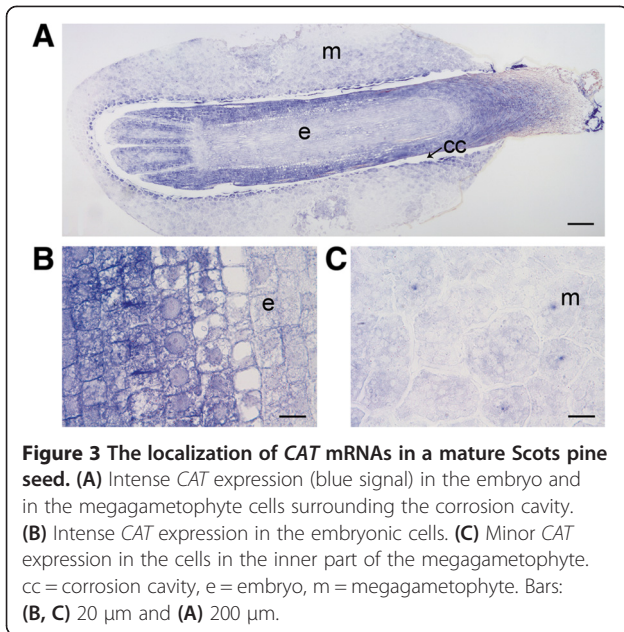 A
m
e
cc
B
e
C
m
Figure 3 The localization of CAT mRNAs in a mature Scots pine
seed. (A) Intense CAT expression (blue signal) in the embryo and
in the megagametophyte cells surrounding the corrosion cavity.
(B) Intense CAT expression in the embryonic cells. (C) Minor CAT
expression in the cells in the inner part of the megagametophyte.
cc = corrosion cavity, e = embryo, m = megagametophyte. Bars:
(B, C) 20 μm and (A) 200 μm.